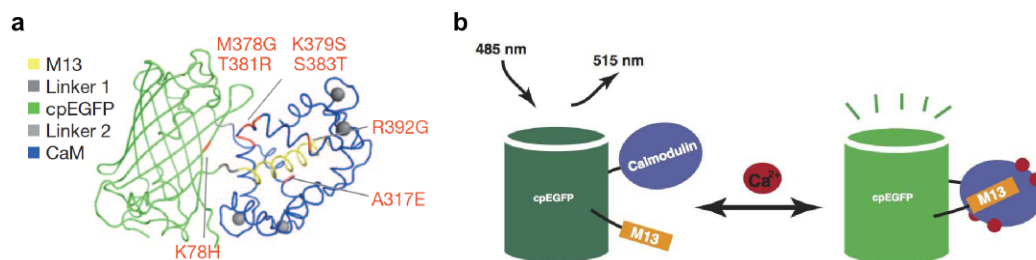 a
M13
Linker 1
cpEGFP
Linker 2
CaM
M378G K379S
T381R S383T
R392G
A317E
K78H
b
485 nm
515 nm
Calmodulin
cpEGFP
M13
Ca2+
cpEGFP
M13